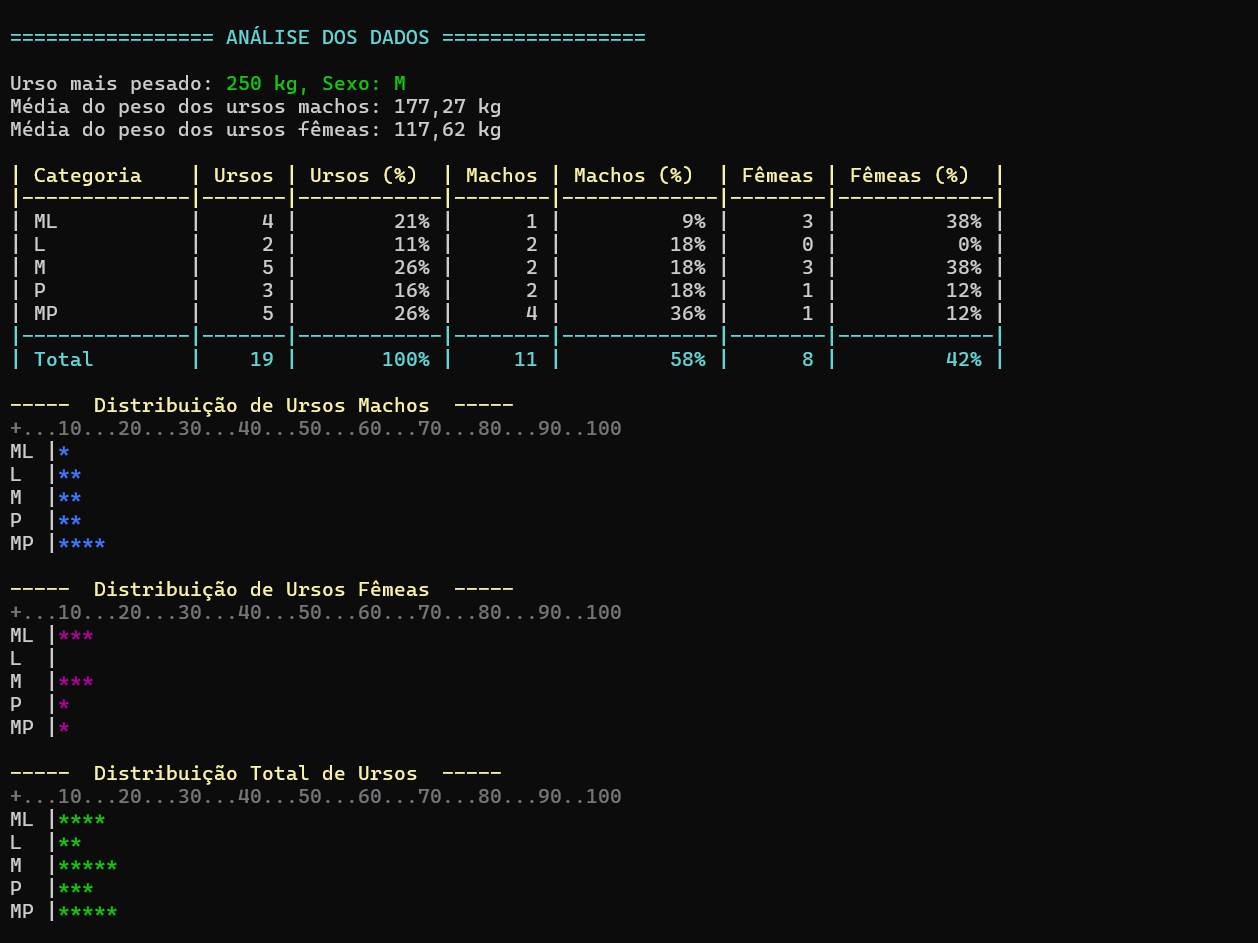 ================= ANÁLISE DOS DADOS =================
Urso mais pesado: 250 kg, Sexo: M
Média do peso dos ursos machos: 177,27 kg
Média do peso dos ursos fêmeas: 117,62 kg
| Categoria    | Ursos | Ursos (%)  | Machos | Machos (%)  | Fêmeas | Fêmeas (%)  |
|--------------|-------|------------|--------|-------------|--------|-------------|
| ML           |     4 |        21% |      1 |          9% |      3 |         38% |
| L            |     2 |        11% |      2 |         18% |      0 |          0% |
| M            |     5 |        26% |      2 |         18% |      3 |         38% |
| P            |     3 |        16% |      2 |         18% |      1 |         12% |
| MP           |     5 |        26% |      4 |         36% |      1 |         12% |
|--------------|-------|------------|--------|-------------|--------|-------------|
| Total        |    19 |       100% |     11 |         58% |      8 |         42% |
-----  Distribuição de Ursos Machos  -----
+...10...20...30...40...50...60...70...80...90..100
ML |*
L  |**
M  |**
P  |**
MP |****
-----  Distribuição de Ursos Fêmeas  -----
+...10...20...30...40...50...60...70...80...90..100
ML |***
L  |
M  |***
P  |*
MP |*
-----  Distribuição Total de Ursos  -----
+...10...20...30...40...50...60...70...80...90..100
ML |****
L  |**
M  |*****
P  |***
MP |*****